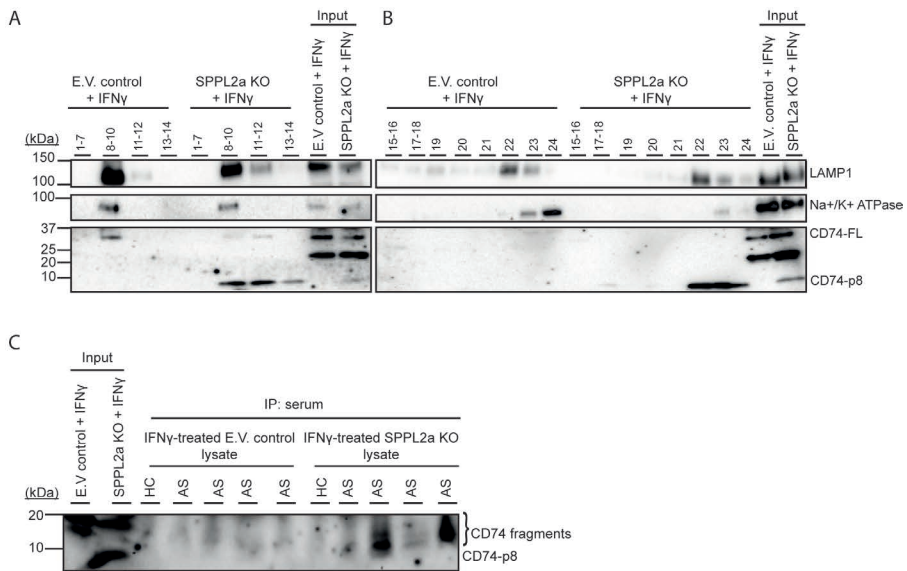 A
Input
E.V. control
+ IFNγ
SPPL2a KO
+ IFNγ
E.V control + IFNγ
SPPL2a KO + IFNγ
1-7
8-10
11-12
13-14
1-7
8-10
11-12
13-14
(kDa)
150
100
100
37
25
20
10
B
Input
E.V. control
+ IFNγ
SPPL2a KO
+ IFNγ
E.V control + IFNγ
SPPL2a KO + IFNγ
15-16
17-18
19
20
21
22
23
24
15-16
17-18
19
20
21
22
23
24
LAMP1
Na+/K+ ATPase
CD74-FL
CD74-p8
C
Input
E.V control + IFNγ
SPPL2a KO + IFNγ
IP: serum
IFNγ-treated E.V. control
lysate
IFNγ-treated SPPL2a KO
lysate
HC
AS
AS
AS
AS
HC
AS
AS
AS
AS
(kDa)
20
10
CD74 fragments
CD74-p8